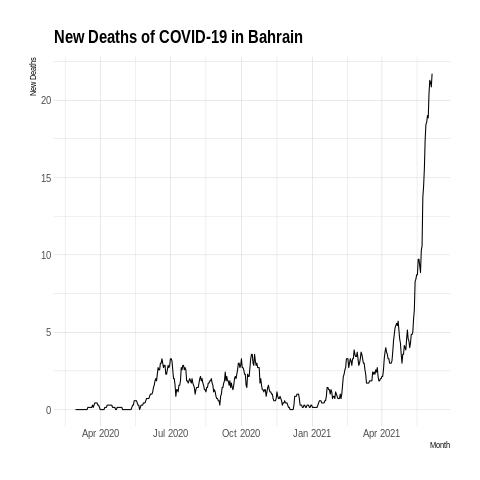 New Deaths of COVID-19 in Bahrain
New Deaths
20
15
10
5
0
Apr 2020 Jul 2020 Oct 2020 Jan 2021 Apr 2021
Month